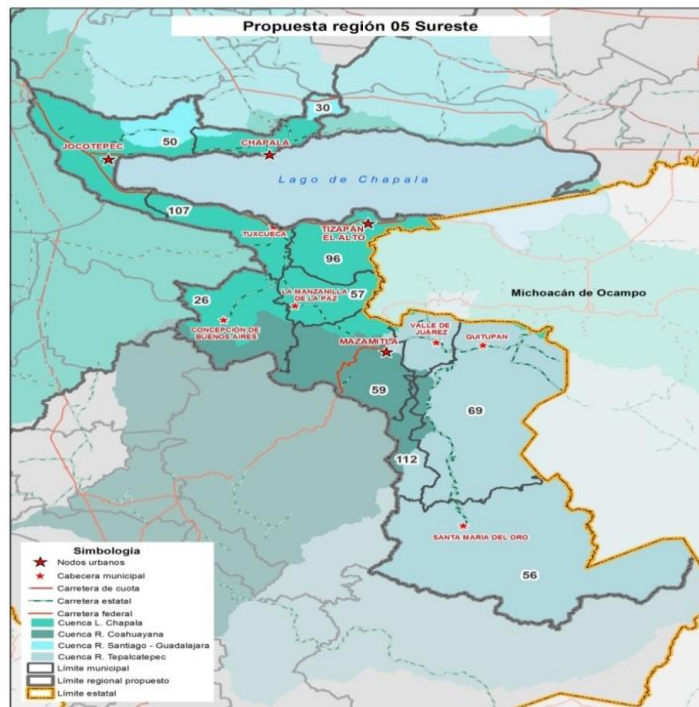 Propuesta región 05 Sureste
30
50
JOCOTEPEC
CHAPALA
Lago de Chapala
107
TUXCUECA
TIZAPÁN
EL ALTO
96
Michoacán de Ocampo
26
57
LA MANZANILLA
DE LA PAZ
CONCEPCIÓN DE
BUENOS AIRES
VALLE DE
JUÁREZ
QUITUPAN
MAZAMITLA
59
69
112
SANTA MARIA DEL ORO
56
Simbología
Nodos urbanos
Cabecera municipal
Carretera de cuota
Carretera estatal
Carretera federal
Cuenca L. Chapala
Cuenca R. Coahuayana
Cuenca R. Santiago - Guadalajara
Cuenca R. Tepalcatepec
Límite municipal
Límite regional propuesto
Límite estatal